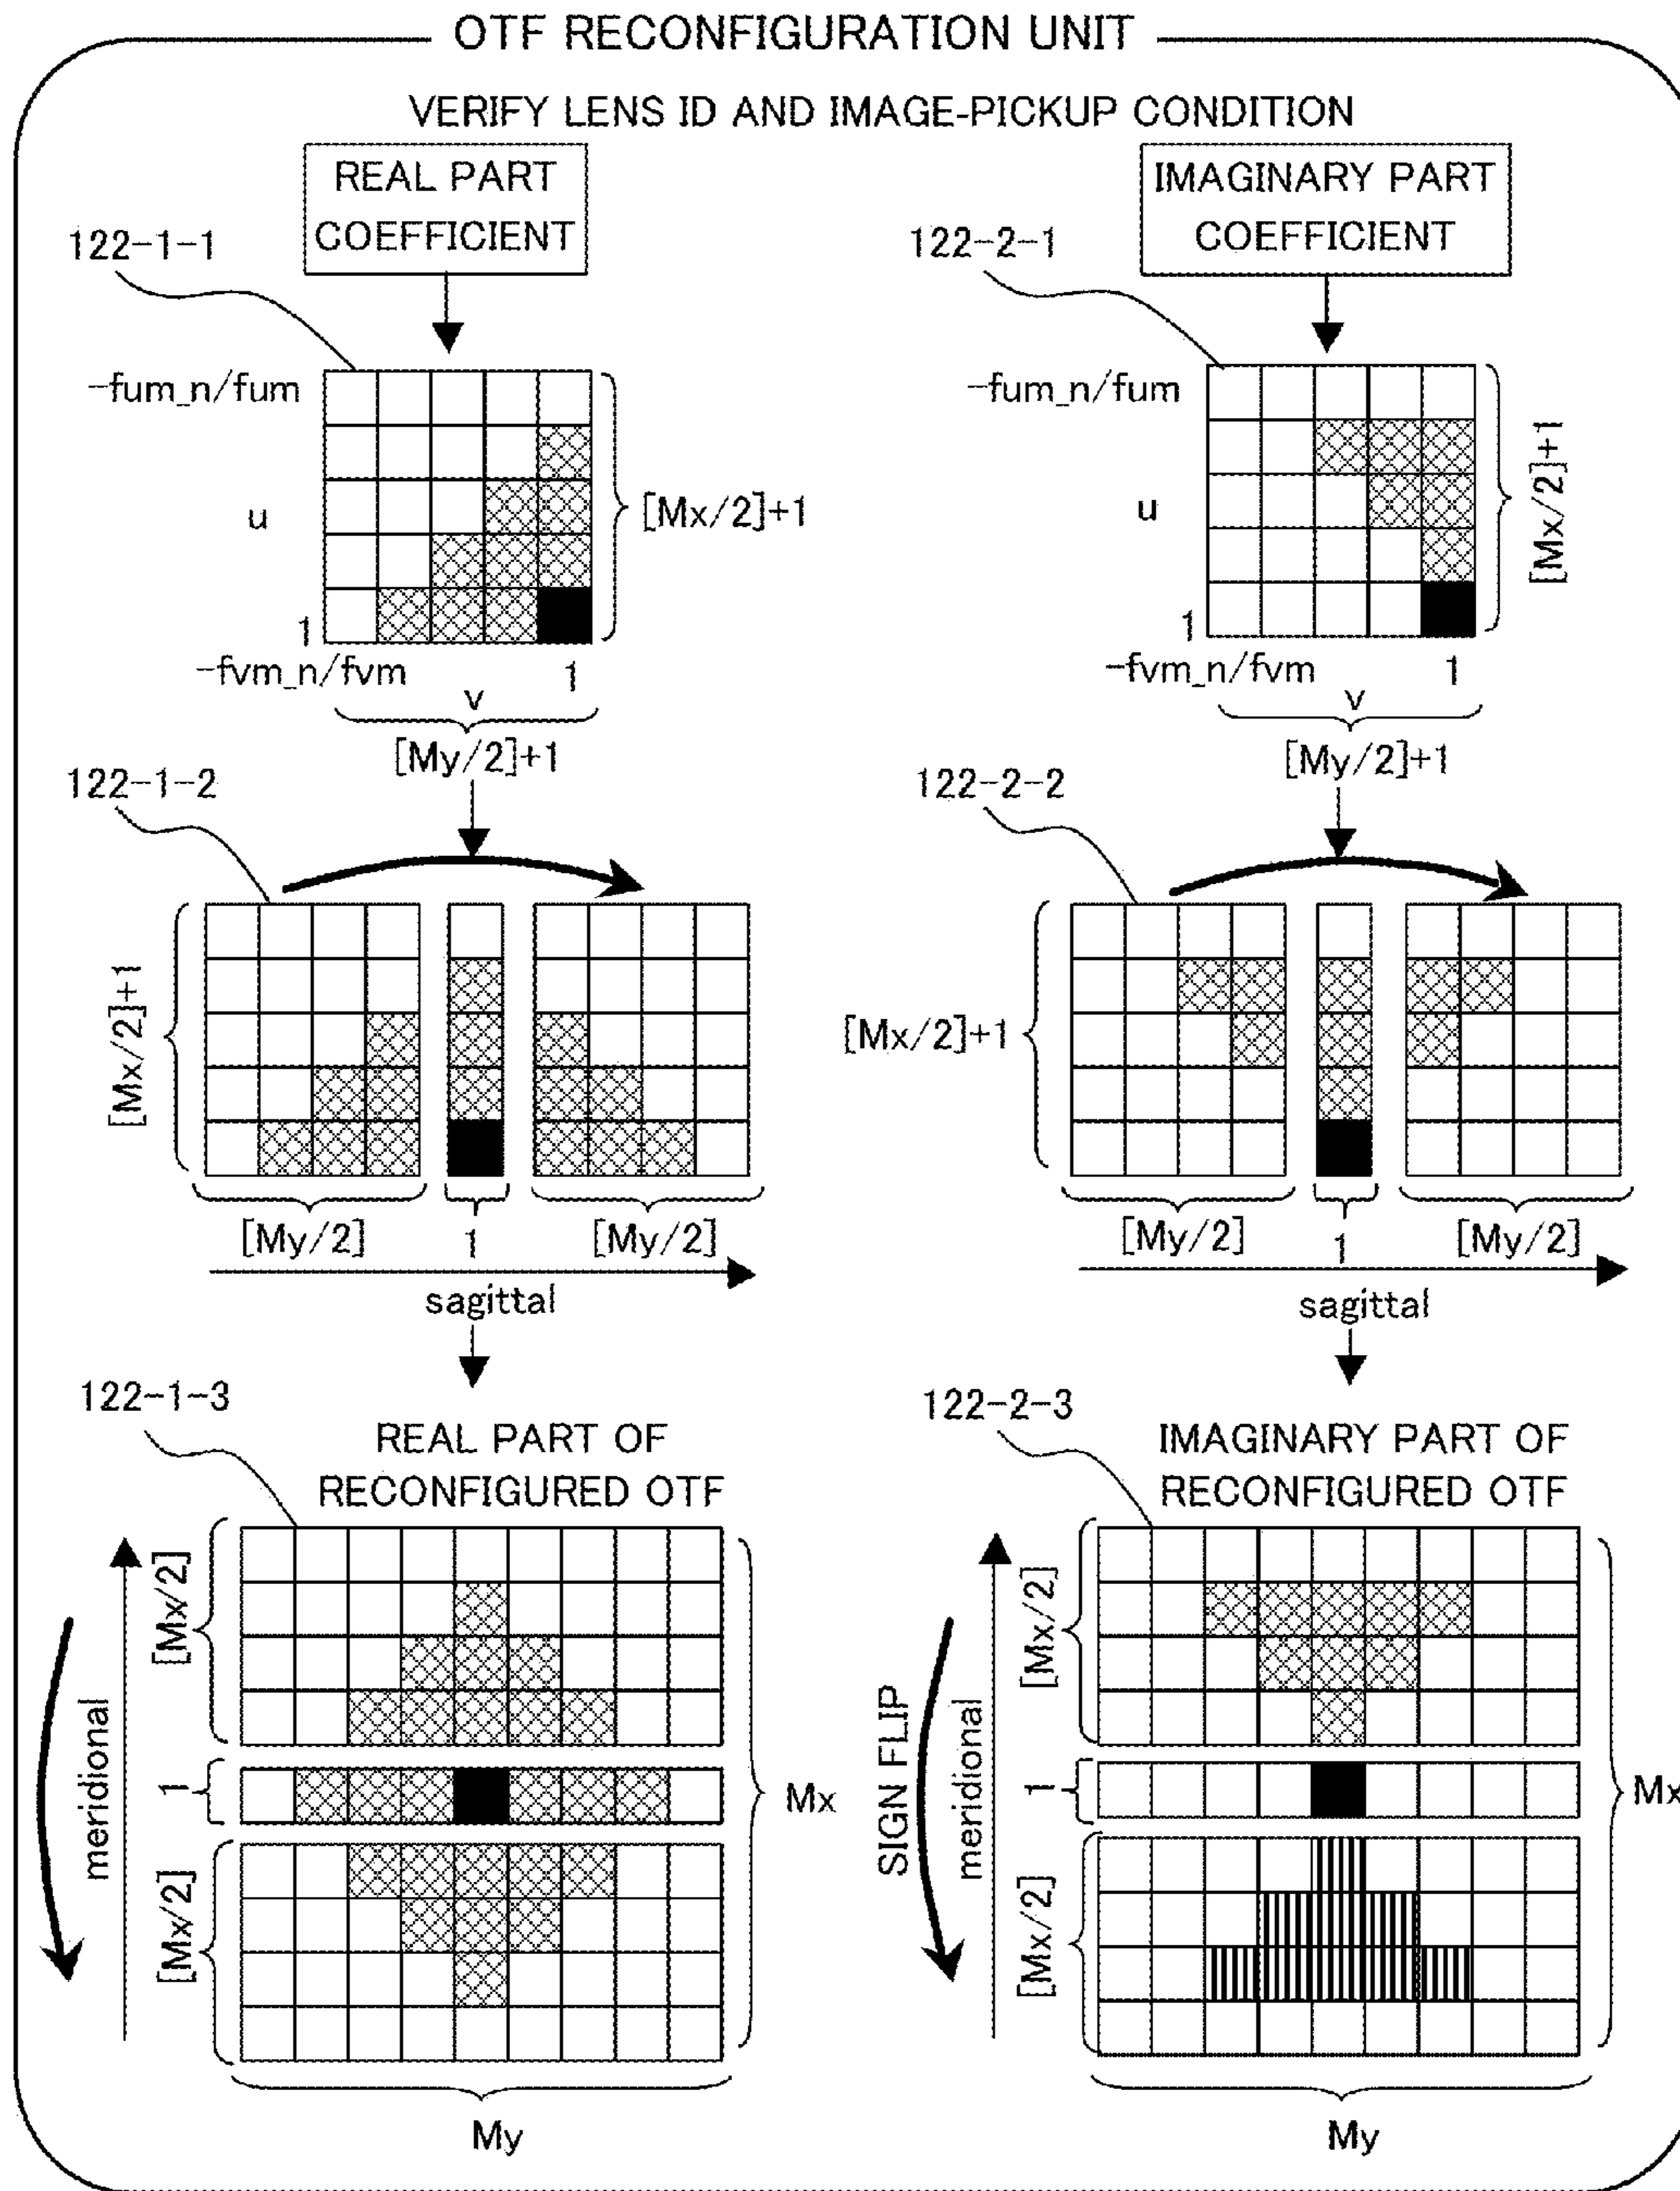 OTF RECONFIGURATION UNIT
VERIFY LENS ID AND IMAGE-PICKUP CONDITION
REAL PART
COEFFICIENT
122-1-1
-fum_n/fum
u
[Mx/2]+1
1
-fvm_n/fvm
1
v
[My/2]+1
122-1-2
[Mx/2]+1
[My/2]
1
[My/2]
sagittal
122-1-3
REAL PART OF
RECONFIGURED OTF
[Mx/2]
meridional
1
Mx
[Mx/2]
My
IMAGINARY PART
COEFFICIENT
122-2-1
-fum_n/fum
u
[Mx/2]+1
1
-fvm_n/fvm
1
v
[My/2]+1
122-2-2
[Mx/2]+1
[My/2]
1
[My/2]
sagittal
122-2-3
IMAGINARY PART OF
RECONFIGURED OTF
[Mx/2]
SIGN FLIP
meridional
1
Mx
[Mx/2]
My